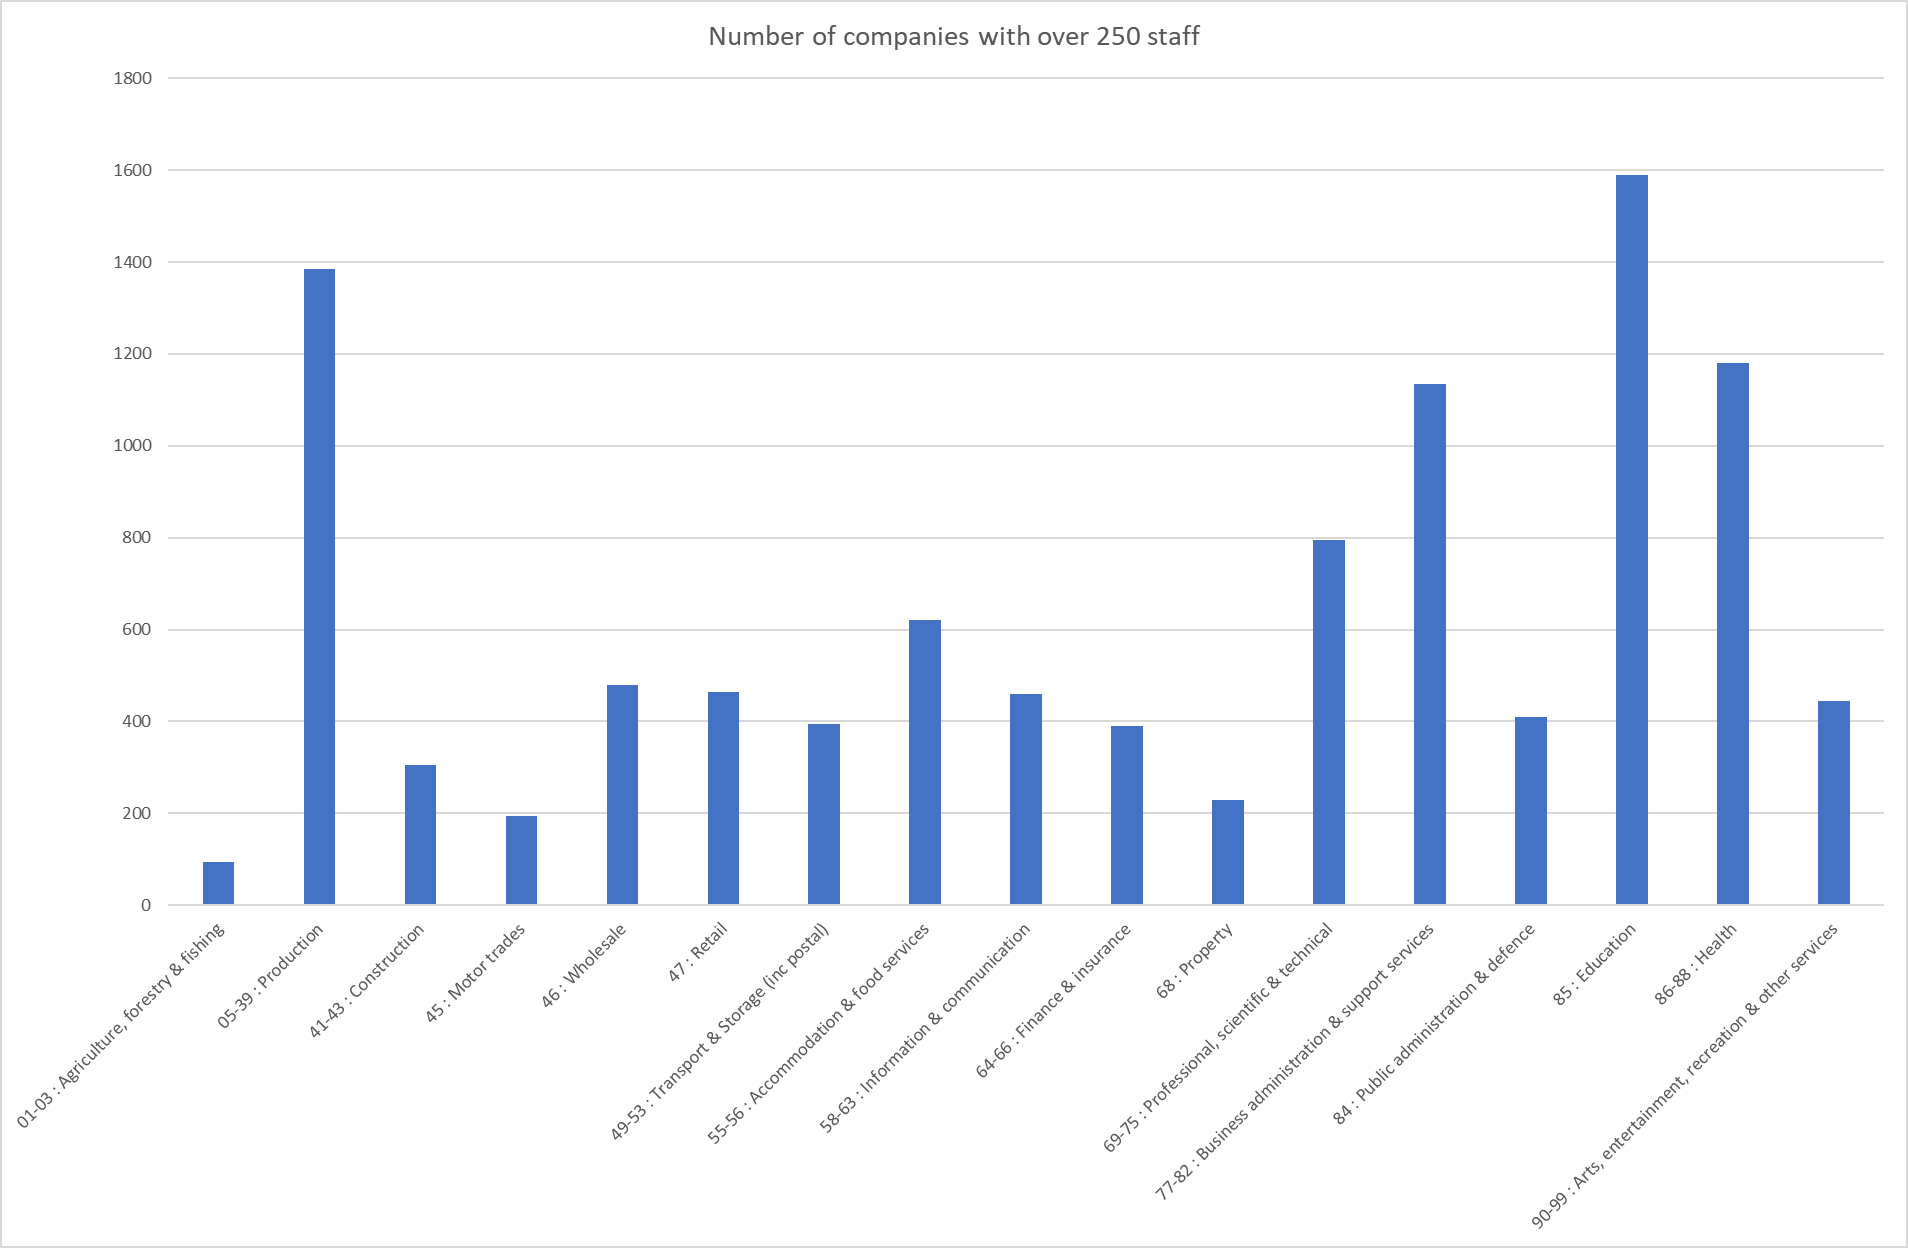 Number of companies with over 250 staff
1800
1600
1400
1200
1000
800
600
400
200
0
01-03 : Agriculture, forestry & fishing
05-39 : Production
41-43 : Construction
45 : Motor trades
46 : Wholesale
47 : Retail
49-53 : Transport & Storage (inc postal)
55-56 : Accommodation & food services
58-63 : Information & communication
64-66 : Finance & insurance
68 : Property
69-75 : Professional, scientific & technical
77-82 : Business administration & support services
84 : Public administration & defence
85 : Education
86-88 : Health
90-99 : Arts, entertainment, recreation & other services